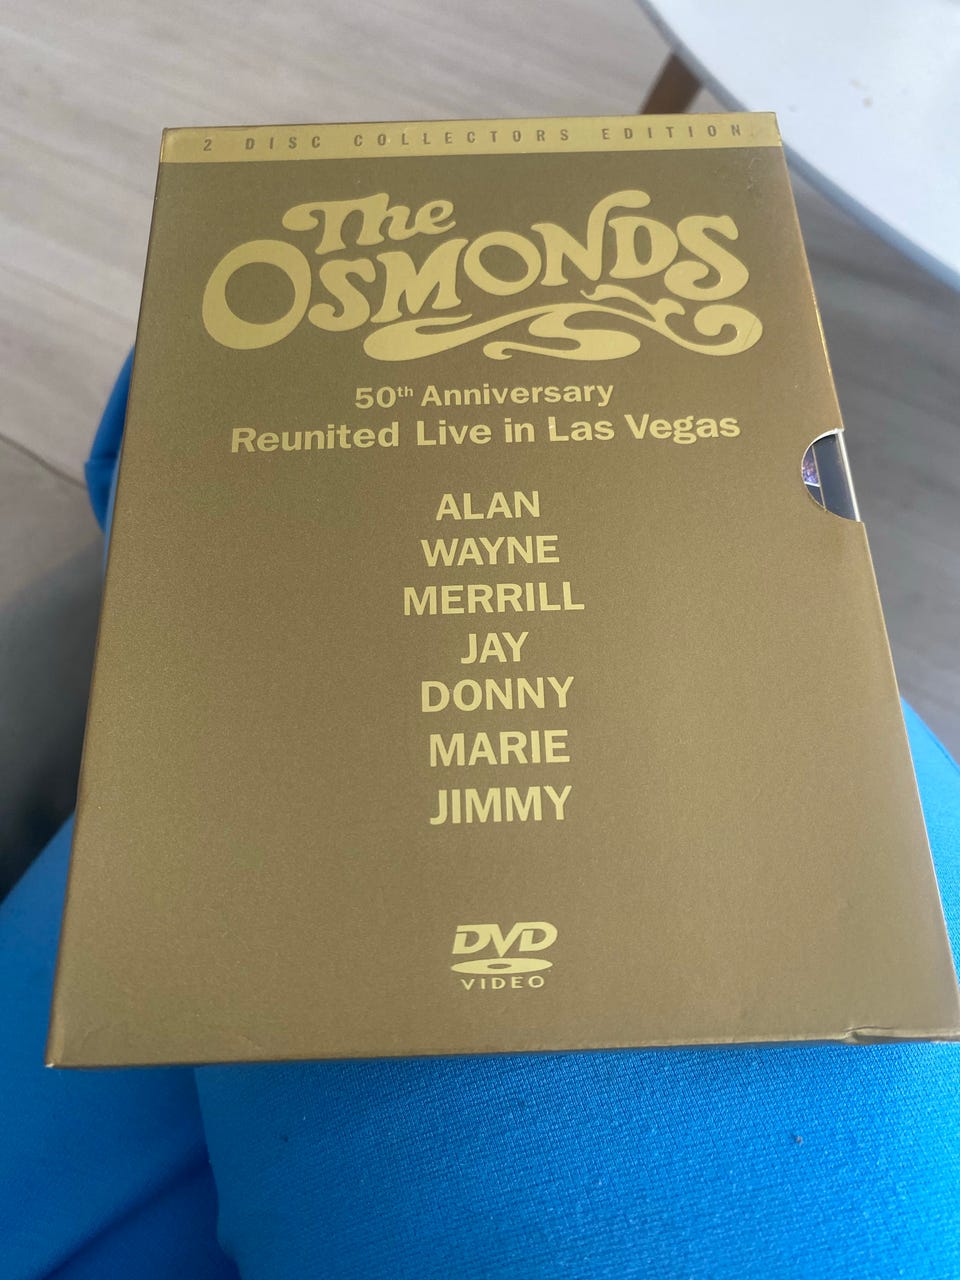 2 DISC COLLECTORS EDITION
The
OSMONDS
50th Anniversary
Reunited Live in Las Vegas
ALAN
WAYNE
MERRILL
JAY
DONNY
MARIE
JIMMY
DVD
VIDEO